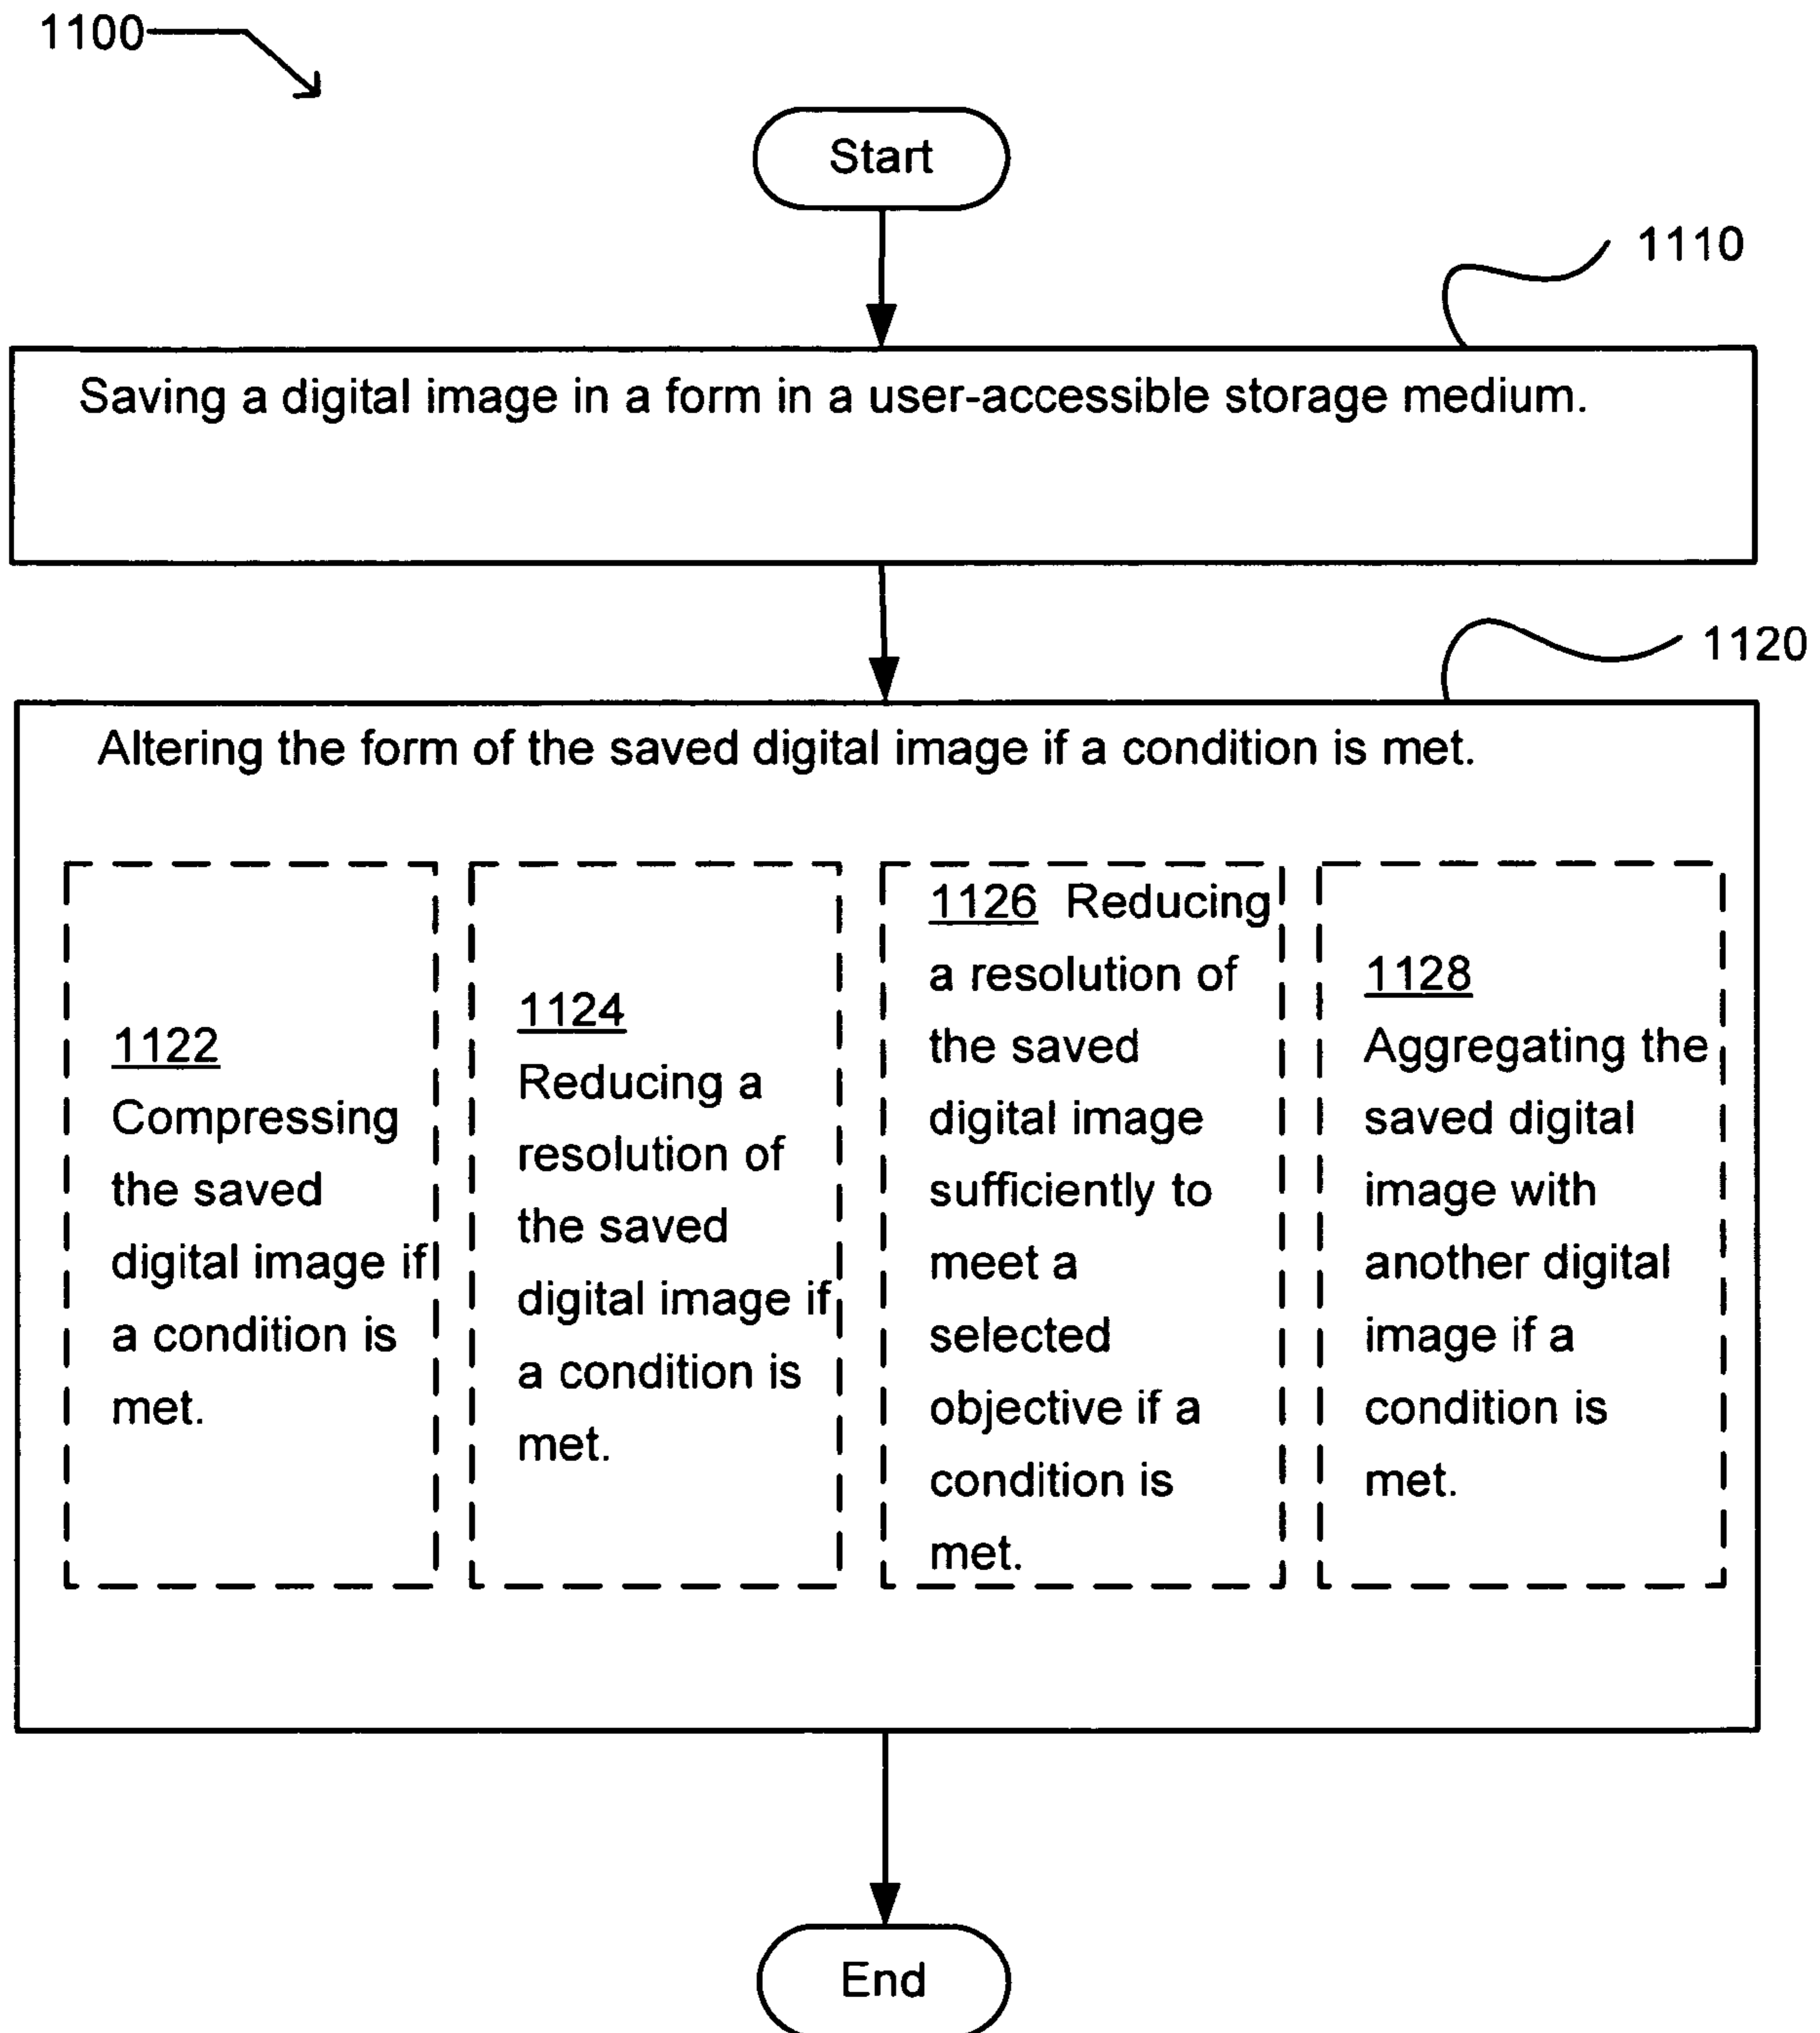 1100
Start
1110
Saving a digital image in a form in a user-accessible storage medium.
1120
Altering the form of the saved digital image if a condition is met.
1122
Compressing
the saved
digital image if
a condition is
met.
1124
Reducing a
resolution of
the saved
digital image if
a condition is
met.
1126 Reducing
a resolution of
the saved
digital image
sufficiently to
meet a
selected
objective if a
condition is
met.
1128
Aggregating the
saved digital
image with
another digital
image if a
condition is
met.
End